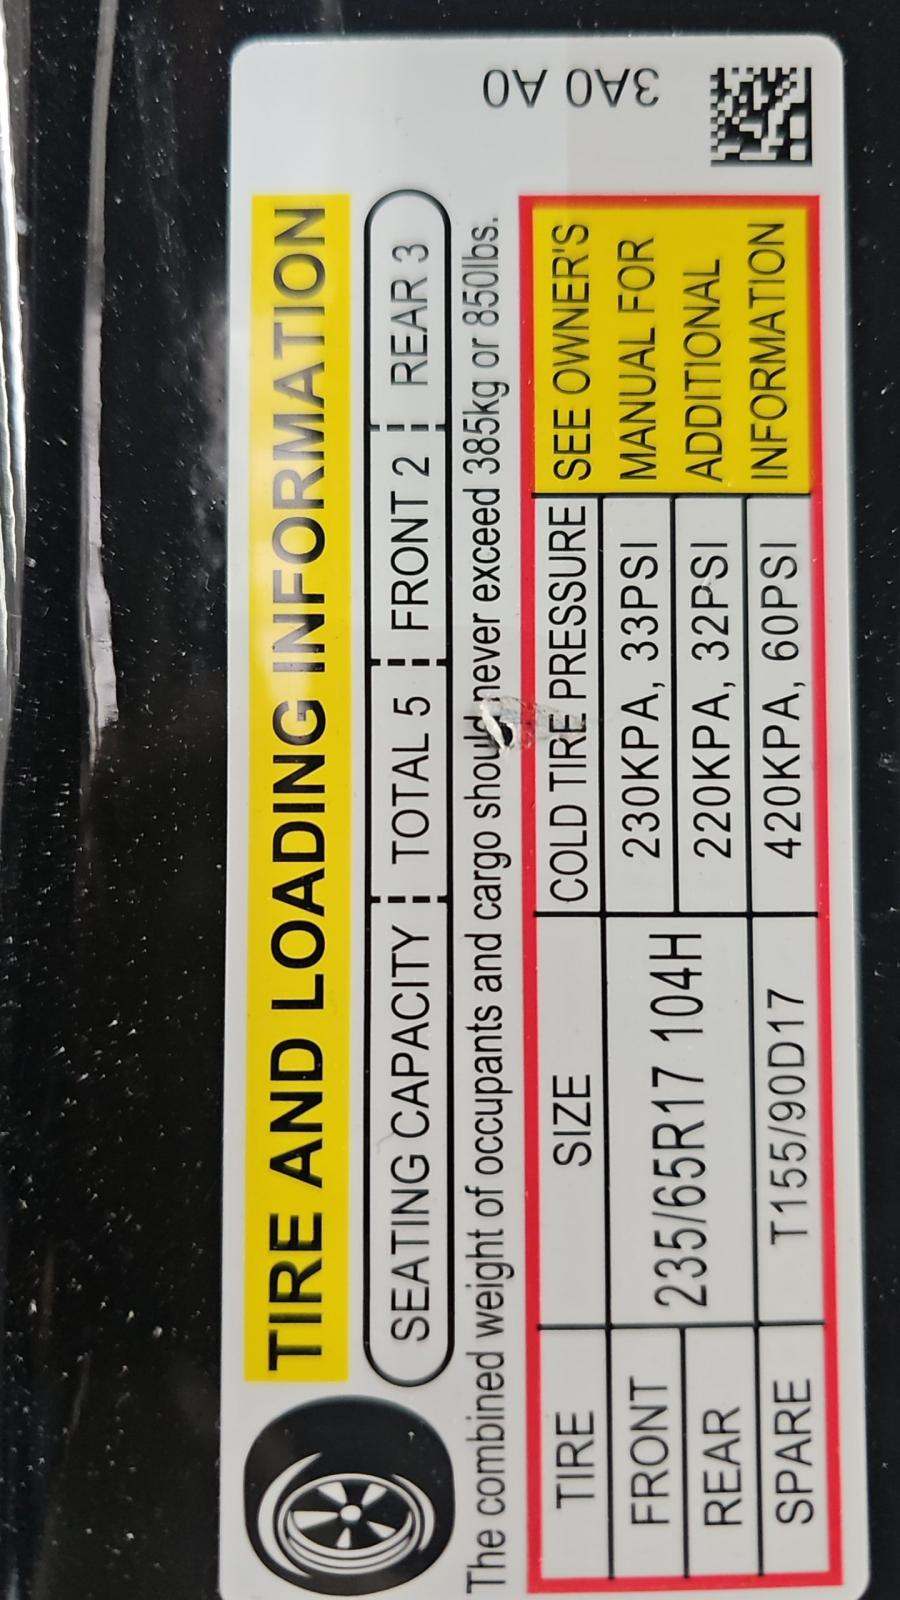 TIRE AND LOADING INFORMATION
SEATING CAPACITY TOTAL 5 FRONT 2 REAR 3
The combined weight of occupants and cargo should never exceed 385kg or 850lbs.
TIRE SIZE COLD TIRE PRESSURE
FRONT 235/65R17 104H 230KPA, 33PSI
REAR 220KPA, 32PSI
SPARE T155/90D17 420KPA, 60PSI
SEE OWNER'S
MANUAL FOR
ADDITIONAL
INFORMATION
3A0 A0